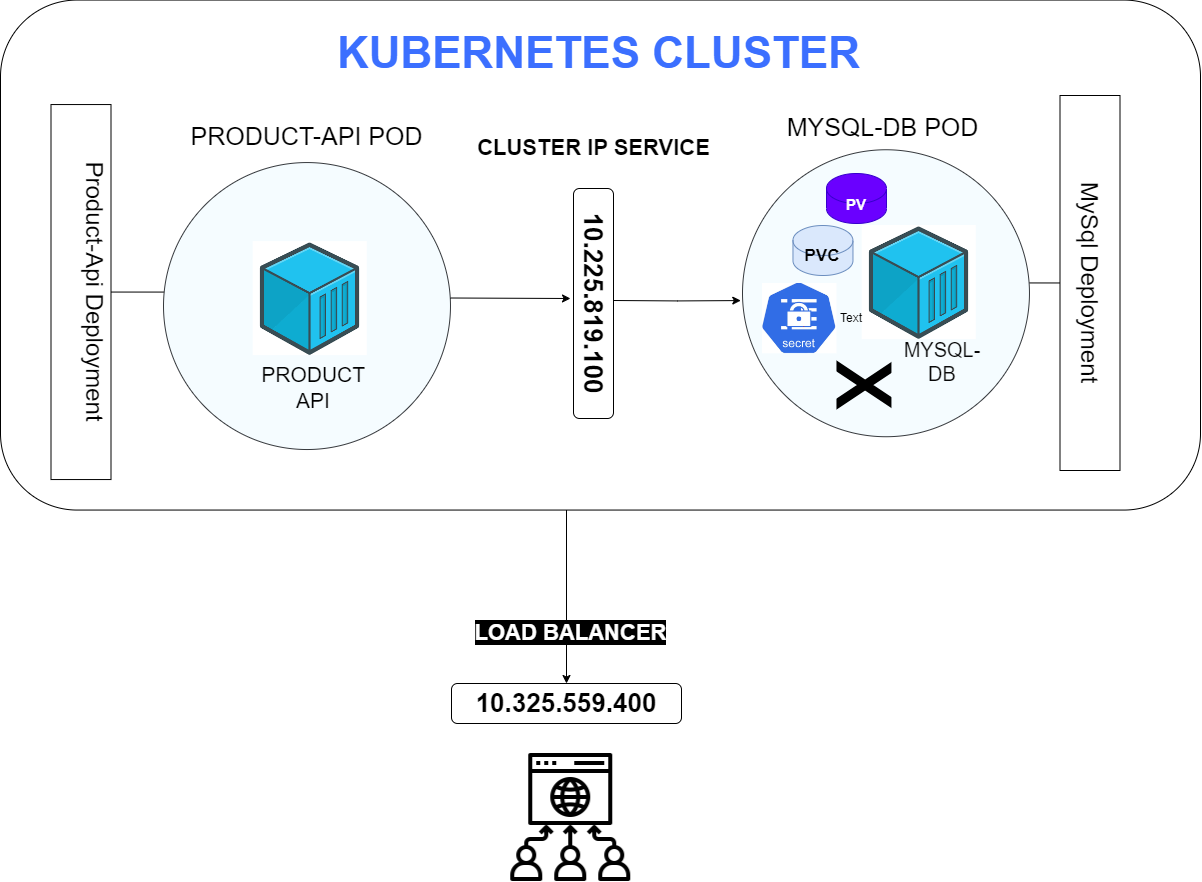 KUBERNETES CLUSTER
Product-Api Deployment
PRODUCT-API POD
PRODUCT
API
CLUSTER IP SERVICE
10.225.819.100
MYSQL-DB POD
PV
PVC
secret
Text
MYSQL-
DB
MySql Deployment
LOAD BALANCER
10.325.559.400